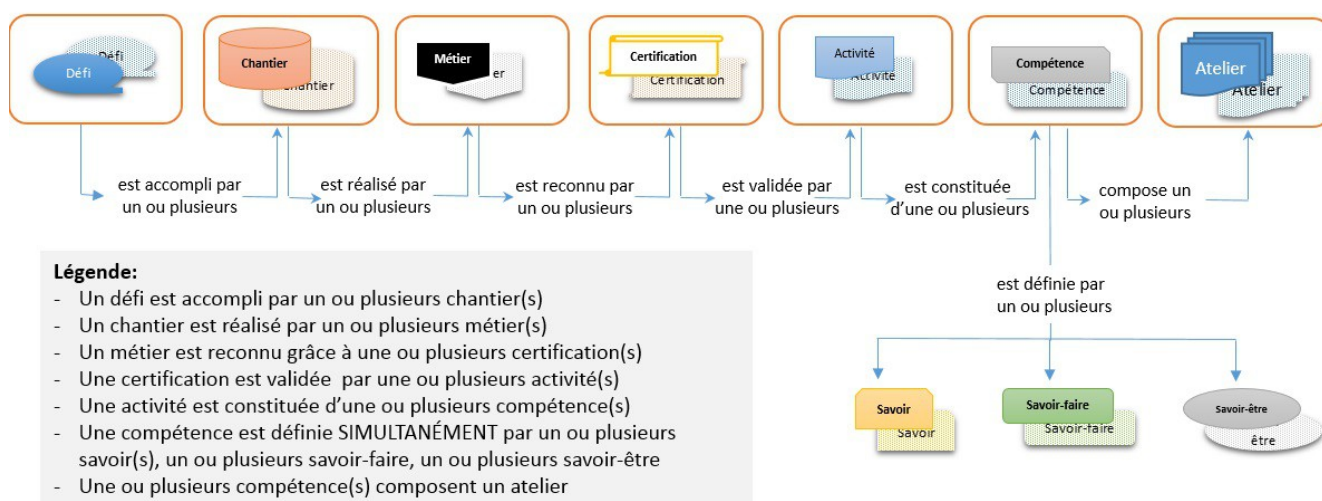 Défi
Défi
Chantier
Chantier
Métier
er
Certification
Certification
Activité
Activité
Compétence
Compétence
Atelier
Atelier
est accompli par
un ou plusieurs
est réalisé par
un ou plusieurs
est reconnu par
un ou plusieurs
est validée par
une ou plusieurs
est constituée
d'une ou plusieurs
compose un
ou plusieurs
est définie par
un ou plusieurs
Savoir
Savoir
Savoir-faire
Savoir-faire
Savoir-être
être
Légende:
- Un défi est accompli par un ou plusieurs chantier(s)
- Un chantier est réalisé par un ou plusieurs métier(s)
- Un métier est reconnu grâce à une ou plusieurs certification(s)
- Une certification est validée par une ou plusieurs activité(s)
- Une activité est constituée d'une ou plusieurs compétence(s)
- Une compétence est définie SIMULTANÉMENT par un ou plusieurs
savoir(s), un ou plusieurs savoir-faire, un ou plusieurs savoir-être
- Une ou plusieurs compétence(s) composent un atelier